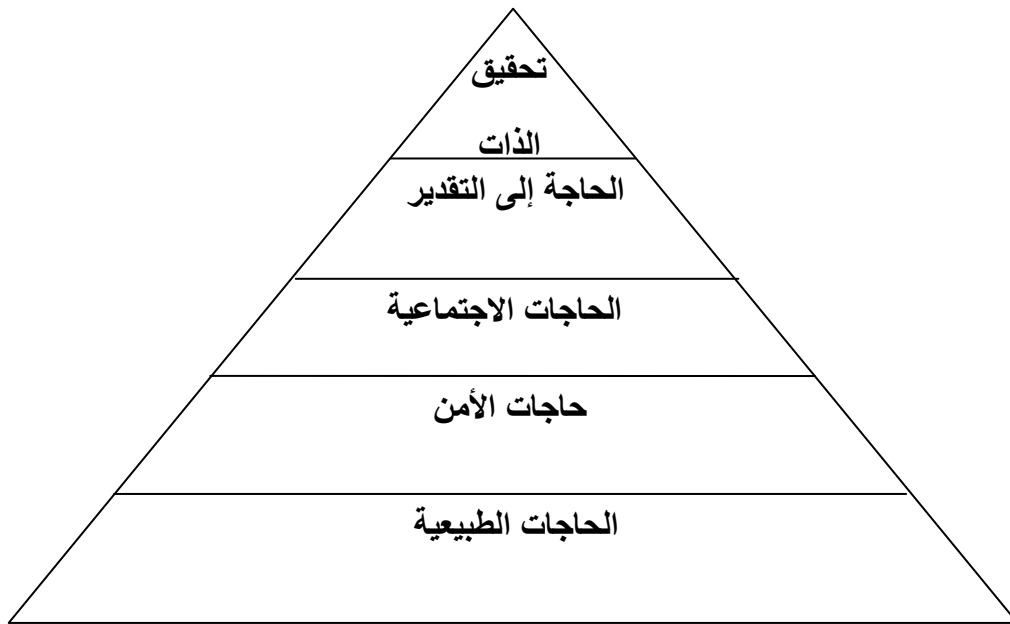 تحقيق
الذات
الحاجة إلى التقدير
الحاجات الاجتماعية
حاجات الأمن
الحاجات الطبيعية